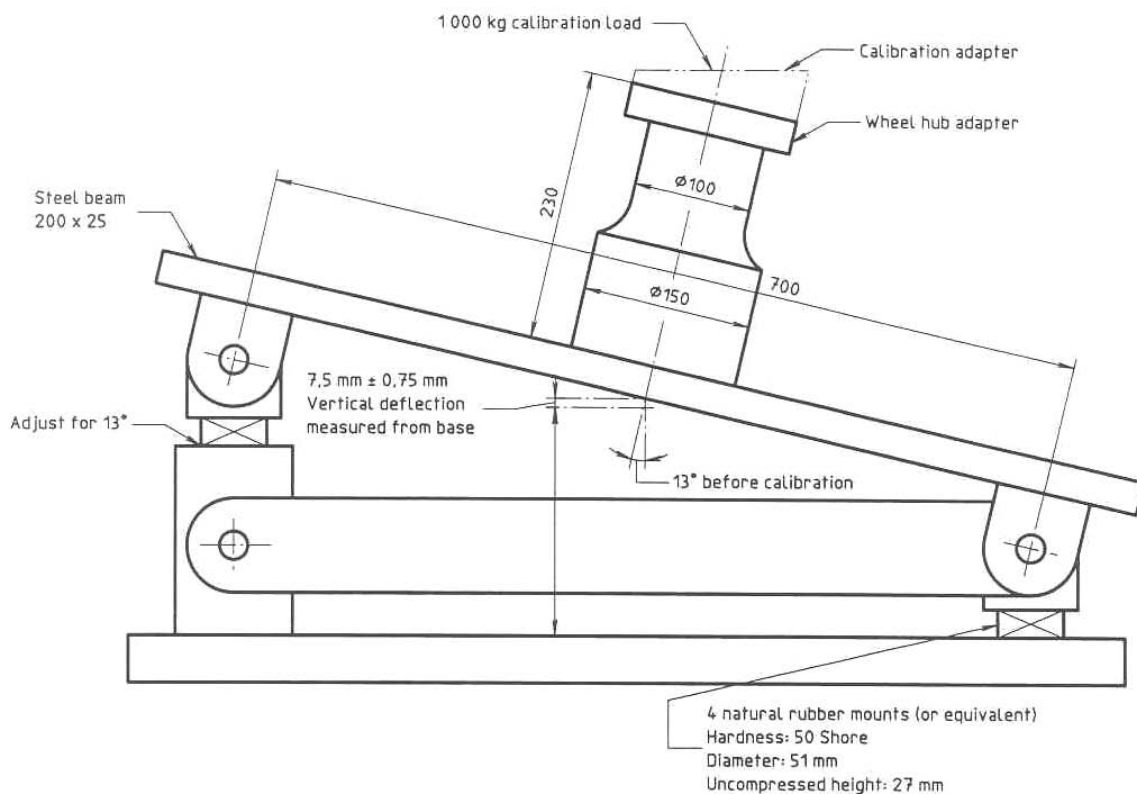 1 000 kg calibration load
Calibration adapter
Wheel hub adapter
Ø100
230
Steel beam
200 x 25
700
Ø150
7,5 mm ± 0,75 mm
Vertical deflection
measured from base
Adjust for 13°
13° before calibration
4 natural rubber mounts (or equivalent)
Hardness: 50 Shore
Diameter: 51 mm
Uncompressed height: 27 mm